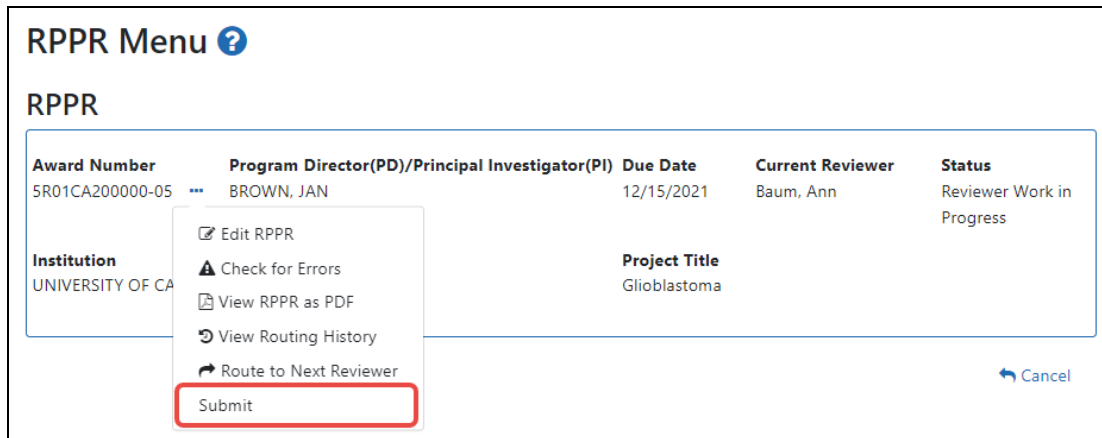 RPPR Menu ?
RPPR
Award Number Program Director(PD)/Principal Investigator(PI) Due Date Current Reviewer Status
5R01CA200000-05 ··· BROWN, JAN 12/15/2021 Baum, Ann Reviewer Work in
Progress
Edit RPPR
Institution Project Title
Check for Errors
UNIVERSITY OF CA Glioblastoma
View RPPR as PDF
View Routing History
Route to Next Reviewer
Cancel
Submit